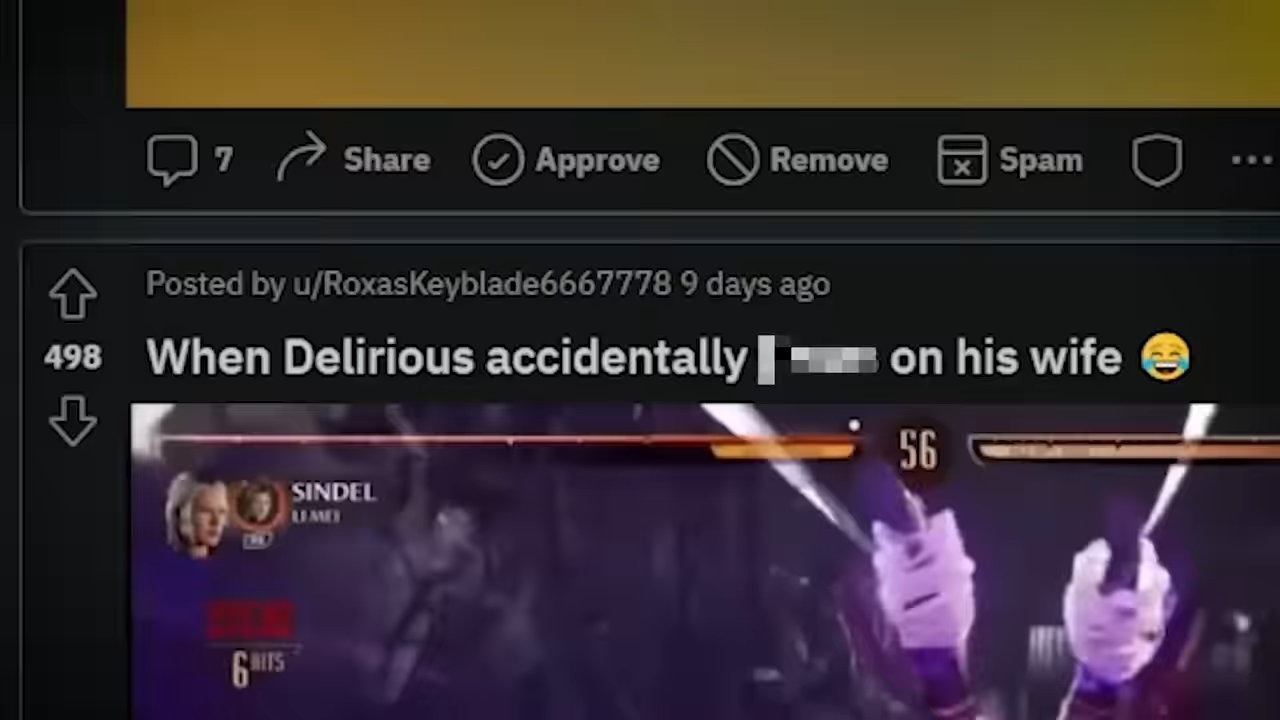 7 Share Approve Remove Spam
Posted by u/RoxasKeyblade6667778 9 days ago
498
When Delirious accidentally on his wife 😂
56
SINDEL
LI MEI
6 HITS